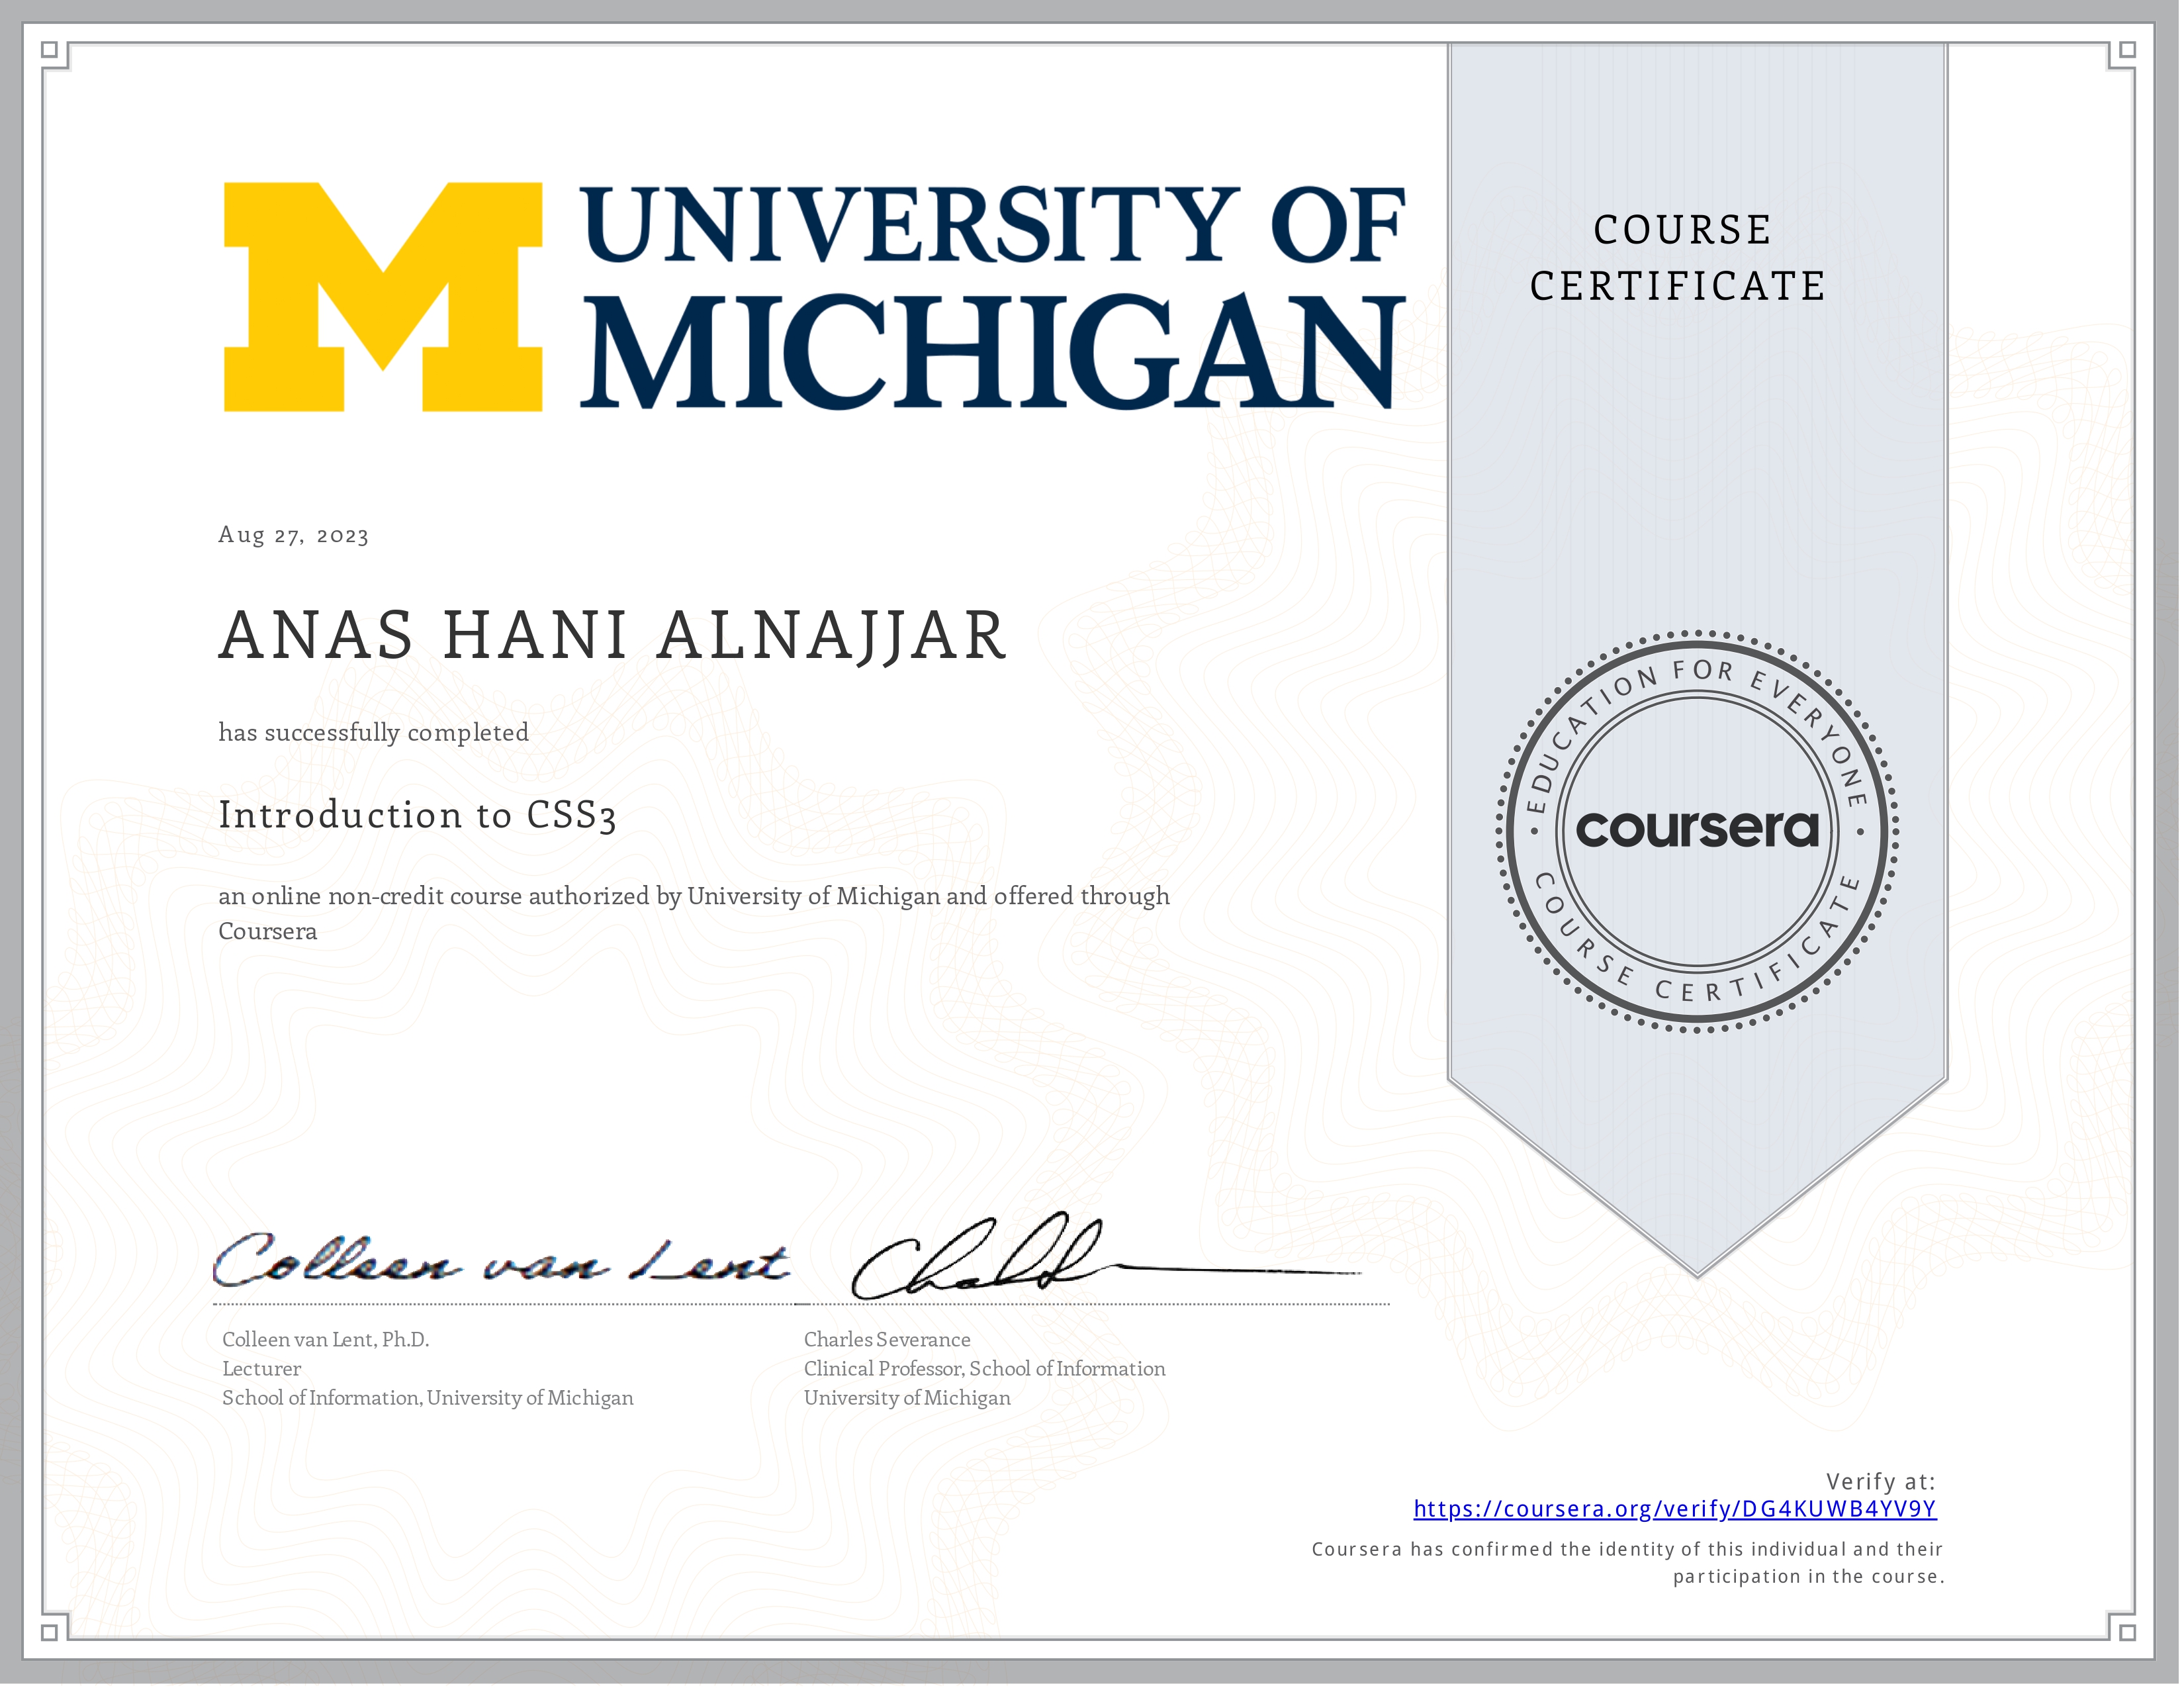 UNIVERSITY OF
MICHIGAN
COURSE
CERTIFICATE
Aug 27, 2023
ANAS HANI ALNAJJAR
has successfully completed
Introduction to CSS3
an online non-credit course authorized by University of Michigan and offered through
Coursera
EDUCATION FOR EVERYONE
coursera
COURSE CERTIFICATE
Colleen van Lent
Colleen van Lent, Ph.D.
Lecturer
School of Information, University of Michigan
Charles Severance
Clinical Professor, School of Information
University of Michigan
Verify at:
https://coursera.org/verify/DG4KUWB4YV9Y
Coursera has confirmed the identity of this individual and their
participation in the course.